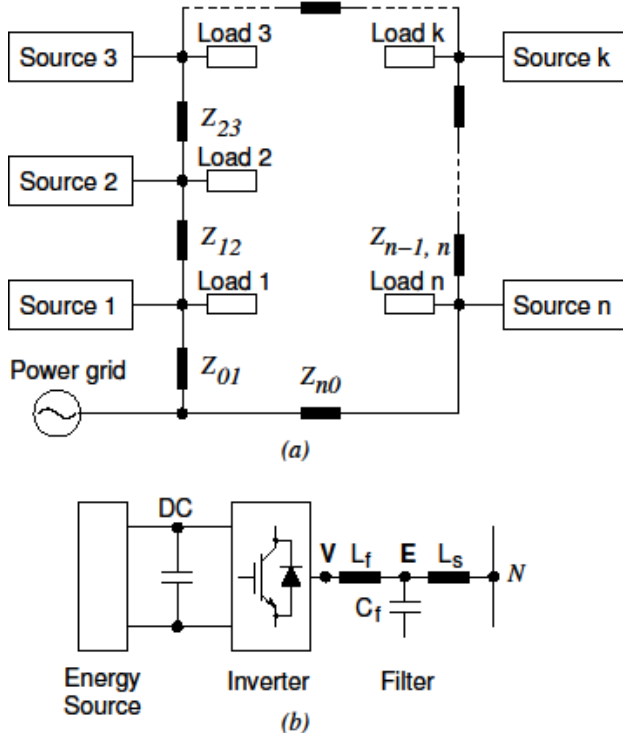 Load 3
Load k
Source 3
Source k
Z23
Load 2
Source 2
Z12
Zn−1, n
Load 1
Load n
Source 1
Source n
Power grid
Z01
Zn0
(a)
DC
V
Lf
E
Ls
N
Cf
Energy
Source
Inverter
Filter
(b)